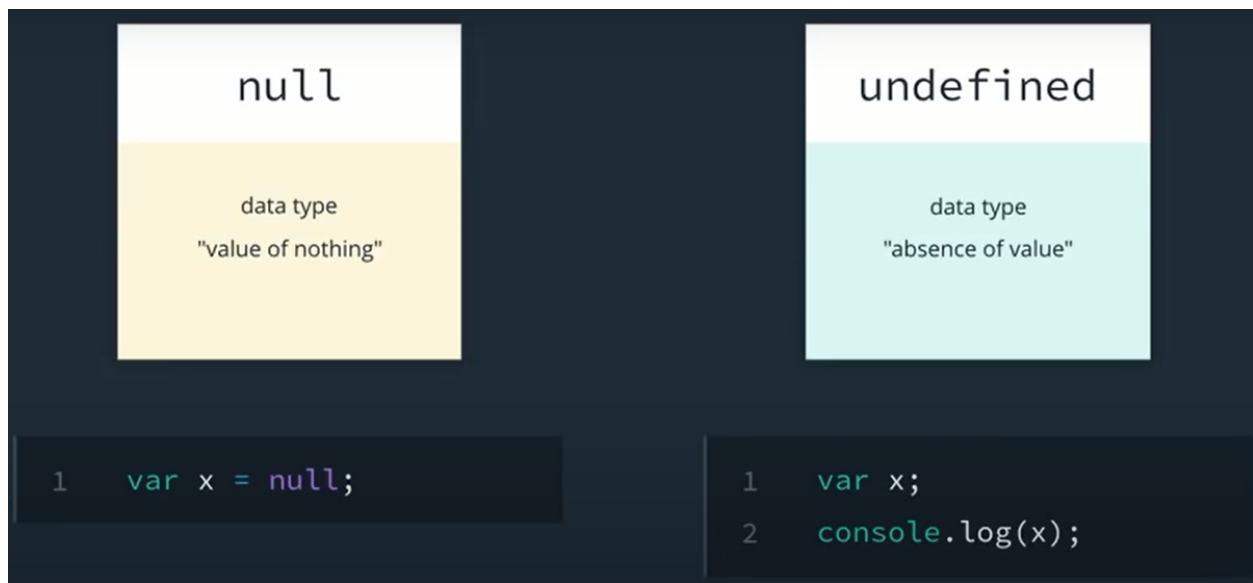 null
data type
"value of nothing"
1 var x = null;
undefined
data type
"absence of value"
1 var x;
2 console.log(x);